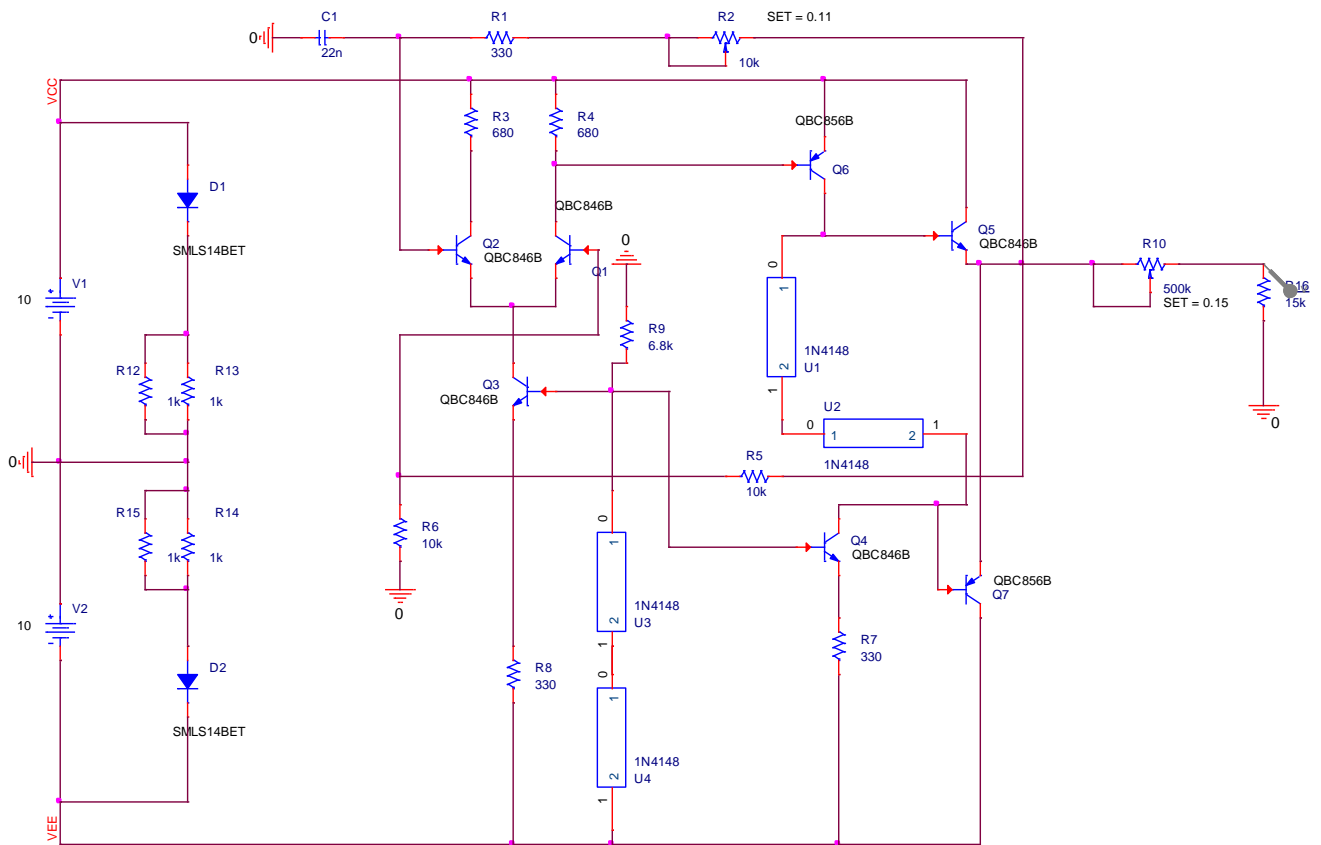 C1
R1
R2
SET = 0.11
0
22n
330
10k
VCC
R3
680
R4
680
QBC856B
Q6
D1
QBC846B
SMLS14BET
Q2
QBC846B
Q1
0
Q5
QBC846B
R10
500k
SET = 0.15
15k
V1
10
0
1
R9
6.8k
1N4148
U1
2
1
R12
R13
1k
1k
Q3
QBC846B
U2
0
1
2
1
1N4148
0
0
R5
10k
R15
R14
1k
1k
R6
10k
0
0
1
Q4
QBC846B
QBC856B
Q7
V2
10
1N4148
U3
2
1
R7
330
D2
R8
330
0
1
SMLS14BET
1N4148
U4
2
1
VEE